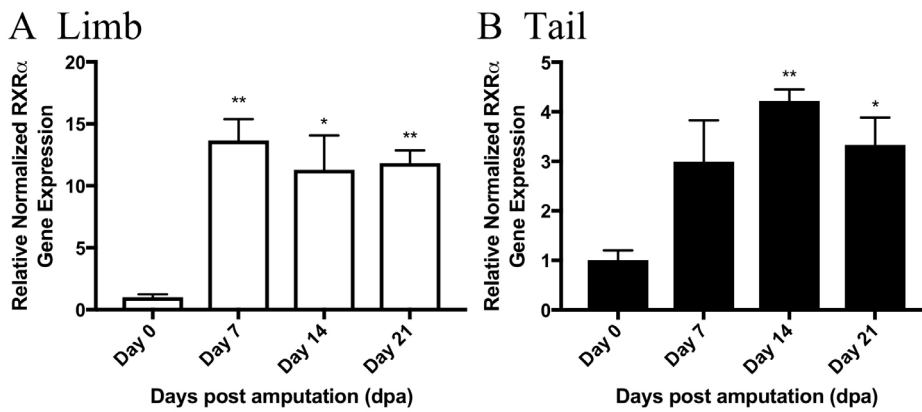 A Limb
Relative Normalized RXRα
Gene Expression
20
15
10
5
0
**
*
**
Day 0
Day 7
Day 14
Day 21
Days post amputation (dpa)
B Tail
Relative Normalized RXRα
Gene Expression
5
4
3
2
1
0
**
*
Day 0
Day 7
Day 14
Day 21
Days post amputation (dpa)